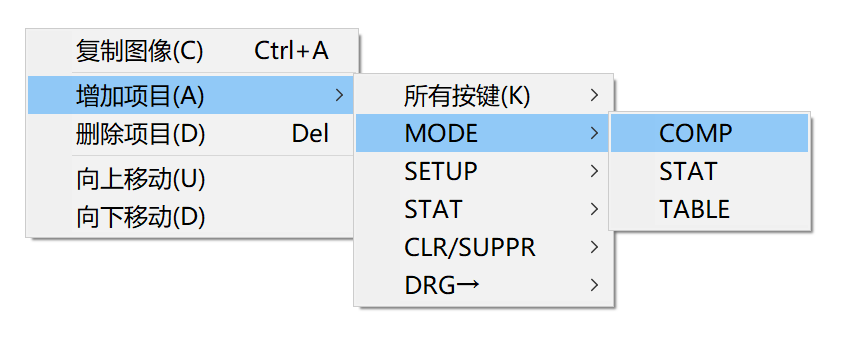 复制图像(C) Ctrl+A
增加项目(A)
删除项目(D) Del
向上移动(U)
向下移动(D)
所有按键(K)
MODE
SETUP
STAT
CLR/SUPPR
DRG→
COMP
STAT
TABLE